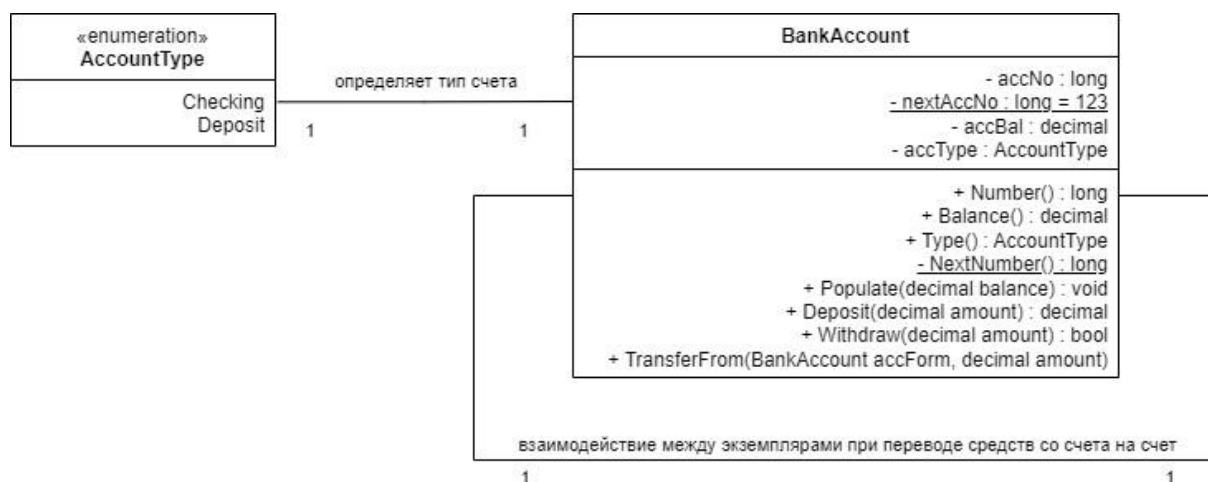 «enumeration»
AccountType
Checking
Deposit
определяет тип счета
1
1
BankAccount
- accNo : long
- nextAccNo : long = 123
- accBal : decimal
- accType : AccountType
+ Number() : long
+ Balance() : decimal
+ Type() : AccountType
- NextNumber() : long
+ Populate(decimal balance) : void
+ Deposit(decimal amount) : decimal
+ Withdraw(decimal amount) : bool
+ TransferFrom(BankAccount accForm, decimal amount)
взаимодействие между экземплярами при переводе средств со счета на счет
1
1